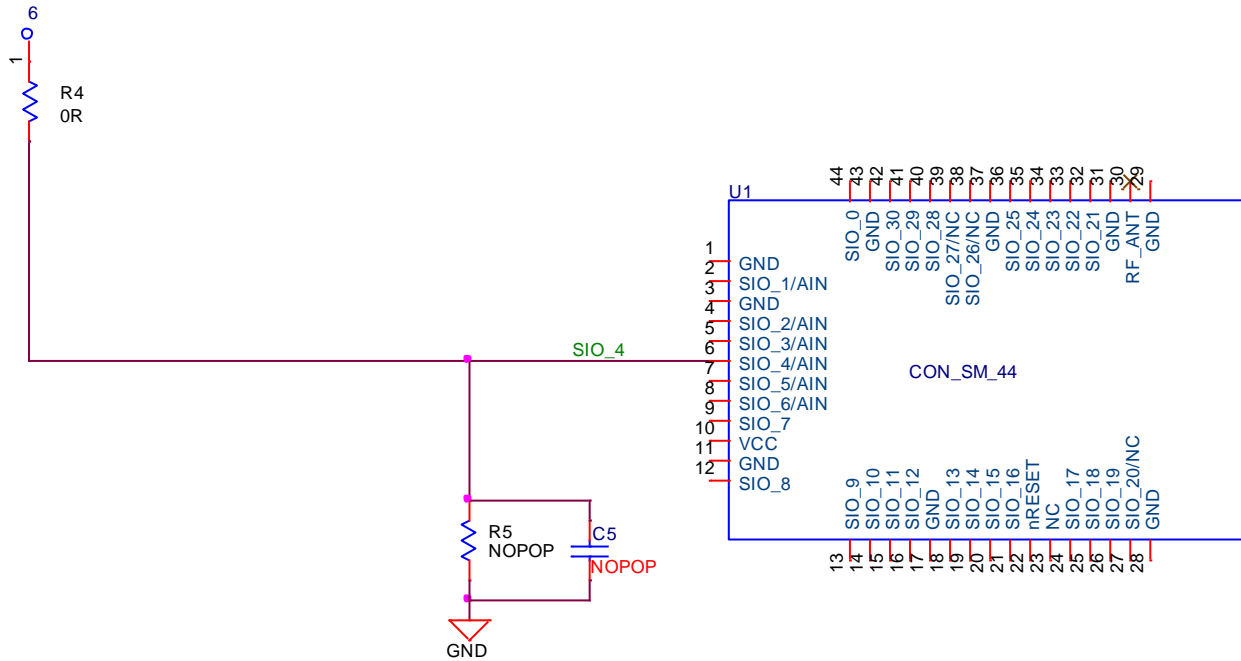 6
1
R4
0R
44
43
42
41
40
39
38
37
36
35
34
33
32
31
30
29
U1
SIO_0
GND
SIO_30
SIO_29
SIO_28
SIO_27/NC
SIO_26/NC
GND
SIO_25
SIO_24
SIO_23
SIO_22
SIO_21
GND
RF_ANT
GND
1
GND
2
SIO_1/AIN
3
GND
4
SIO_2/AIN
5
SIO_3/AIN
6
SIO_4
SIO_4/AIN
7
SIO_5/AIN
8
SIO_6/AIN
9
SIO_7
10
VCC
11
GND
12
SIO_8
CON_SM_44
SIO_9
SIO_10
SIO_11
SIO_12
GND
SIO_13
SIO_14
SIO_15
SIO_16
nRESET
NC
SIO_17
SIO_18
SIO_19
SIO_20/NC
GND
13
14
15
16
17
18
19
20
21
22
23
24
25
26
27
28
R5
NOPOP
C5
NOPOP
GND